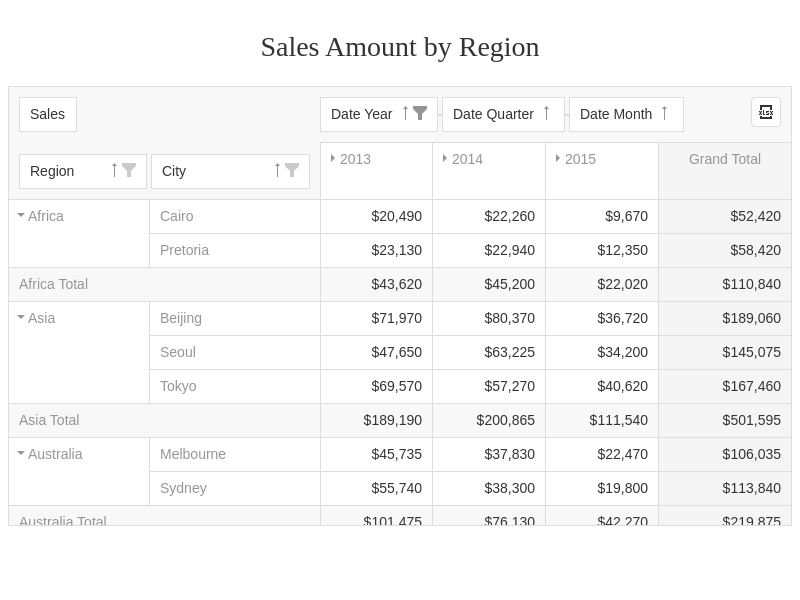 Sales Amount by Region
Sales
Date Year
Date Quarter
Date Month
xlsx
Region
City
2013
2014
2015
Grand Total
Africa Cairo $20,490 $22,260 $9,670 $52,420
Pretoria $23,130 $22,940 $12,350 $58,420
Africa Total $43,620 $45,200 $22,020 $110,840
Asia Beijing $71,970 $80,370 $36,720 $189,060
Seoul $47,650 $63,225 $34,200 $145,075
Tokyo $69,570 $57,270 $40,620 $167,460
Asia Total $189,190 $200,865 $111,540 $501,595
Australia Melbourne $45,735 $37,830 $22,470 $106,035
Sydney $55,740 $38,300 $19,800 $113,840
Australia Total $101,475 $76,130 $42,270 $219,875